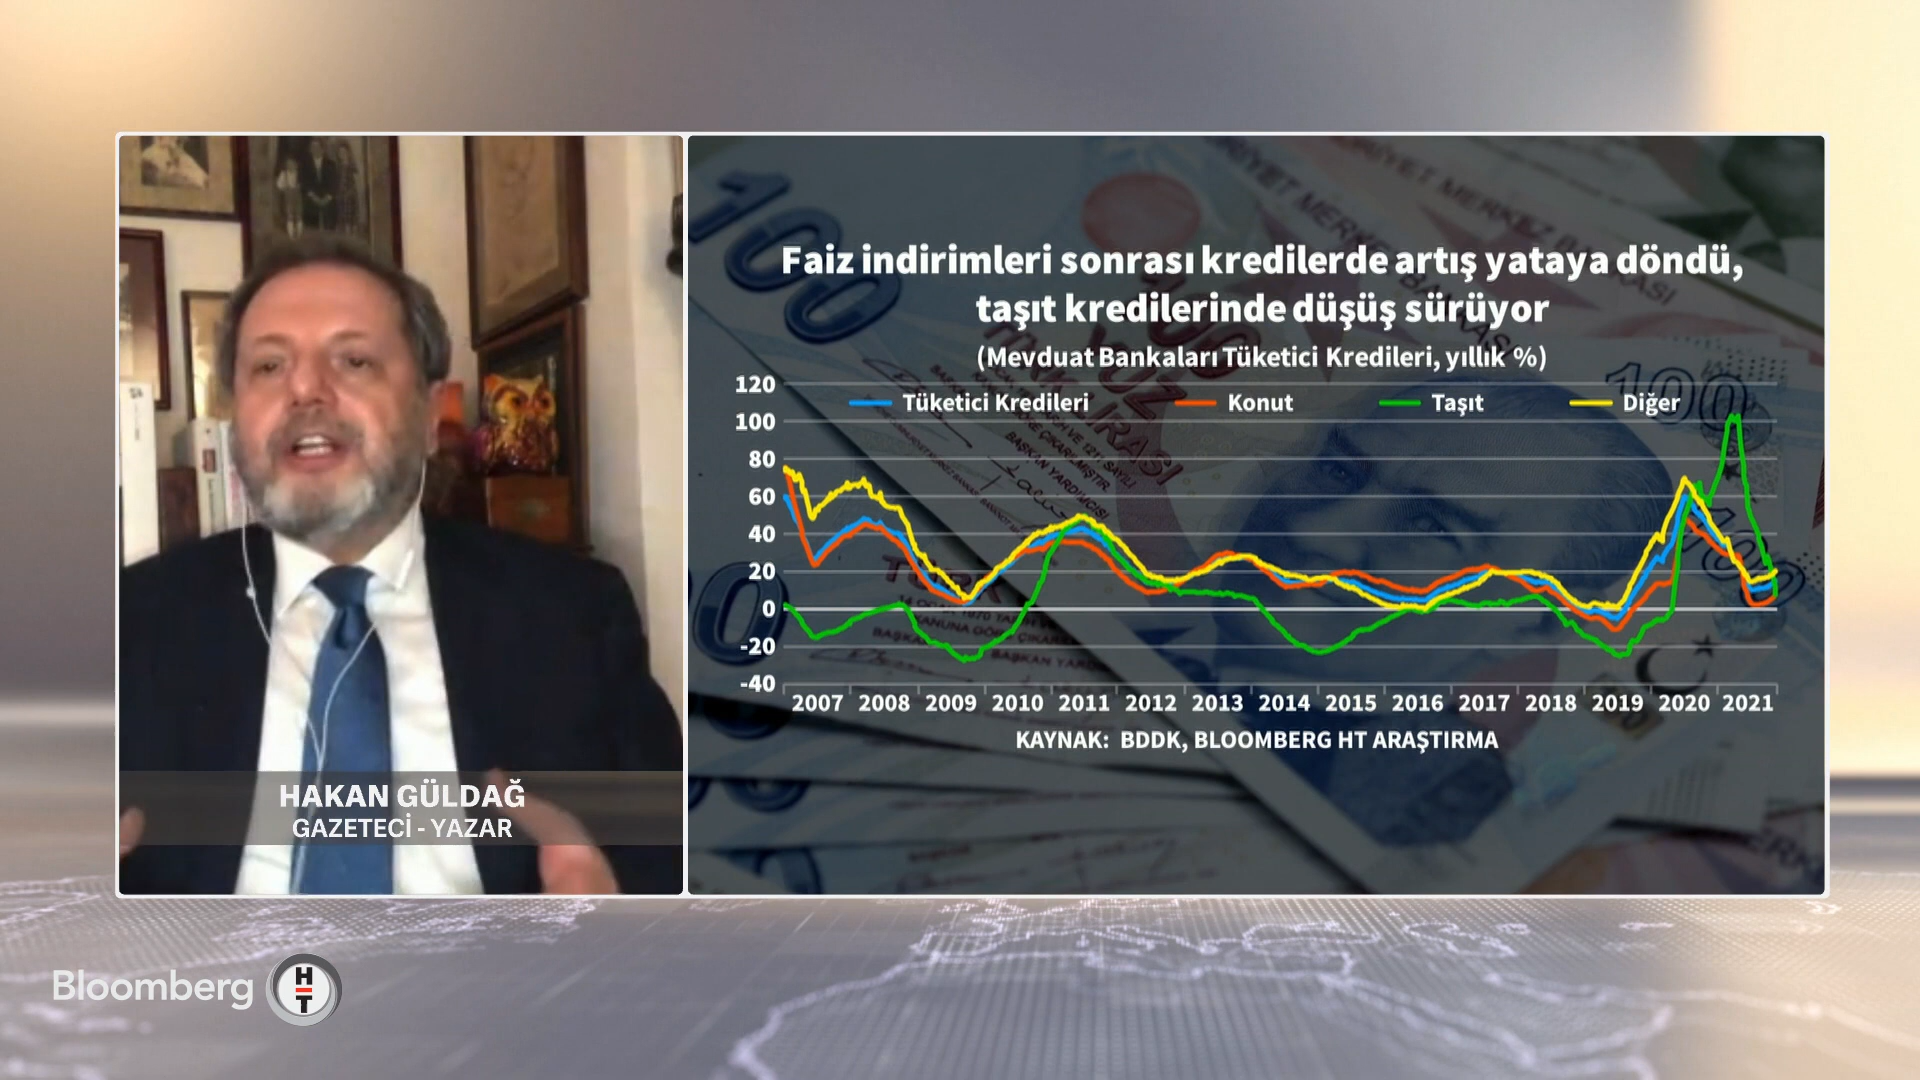 Faiz indirimleri sonrası kredilerde artış yataya döndü,
taşıt kredilerinde düşüş sürüyor
(Mevduat Bankaları Tüketici Kredileri, yıllık %)
Tüketici Kredileri Konut Taşıt Diğer
120
100
80
60
40
20
0
-20
-40
2007 2008 2009 2010 2011 2012 2013 2014 2015 2016 2017 2018 2019 2020 2021
KAYNAK: BDDK, BLOOMBERG HT ARAŞTIRMA
HAKAN GÜLDAĞ
GAZETECİ - YAZAR
Bloomberg HT